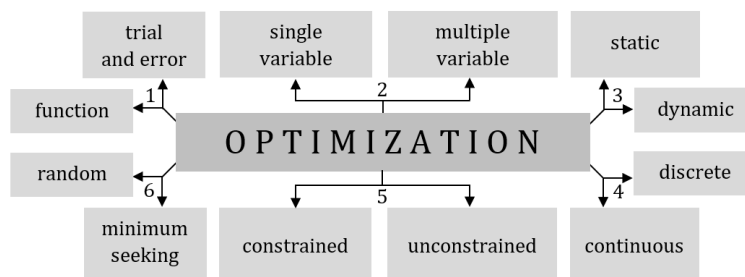 trial
and error
single
variable
multiple
variable
static
function
1
2
3
dynamic
OPTIMIZATION
random
6
5
4
discrete
minimum
seeking
constrained
unconstrained
continuous